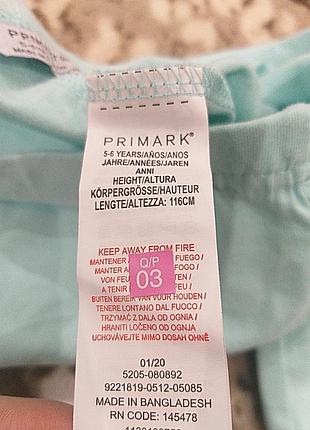 PRIMARK
PRIMARK®
5-6 YEARS/AÑOS/ANOS
JAHRE/ANNÉES/JAREN
ANNI
HEIGHT/ALTURA
KÖRPERGRÖSSE/HAUTEUR
LENGTE/ALTEZZA: 116CM
KEEP AWAY FROM FIRE
MANTENER FUEGO/
Q/P
03
VON FEU
A TENIR
BUITEN BEREIK VAN VUUR HOUDEN/
TENERE LONTANO DAL FUOCO/
TRZYMAĆ Z DALA OD OGNIA/
HRANITI LOČENO OD OGNJA/
UCHOVÁVEJTE MIMO DOSAH OHNĚ
01/20
5205-080892
9221819-0512-05085
MADE IN BANGLADESH
RN CODE: 145478